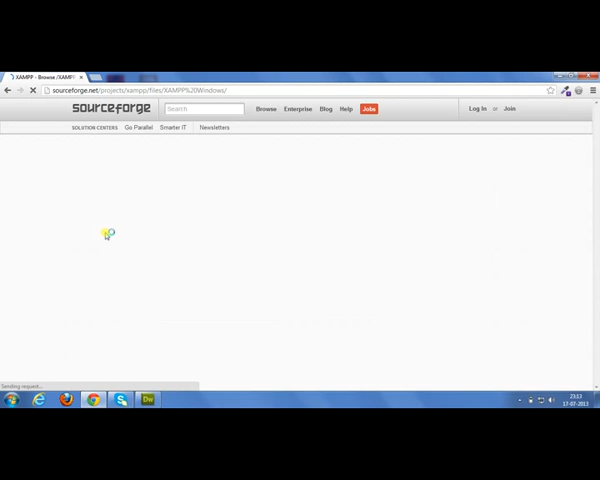 XAMPP - Browse /XAMPP
sourceforge.net/projects/xampp/files/XAMPP%20Windows/
sourceforge
Search
Browse Enterprise Blog Help Jobs
Log In or Join
SOLUTION CENTERS Go Parallel Smarter IT Newsletters
Sending request...
Dw
23:13
17-07-2013